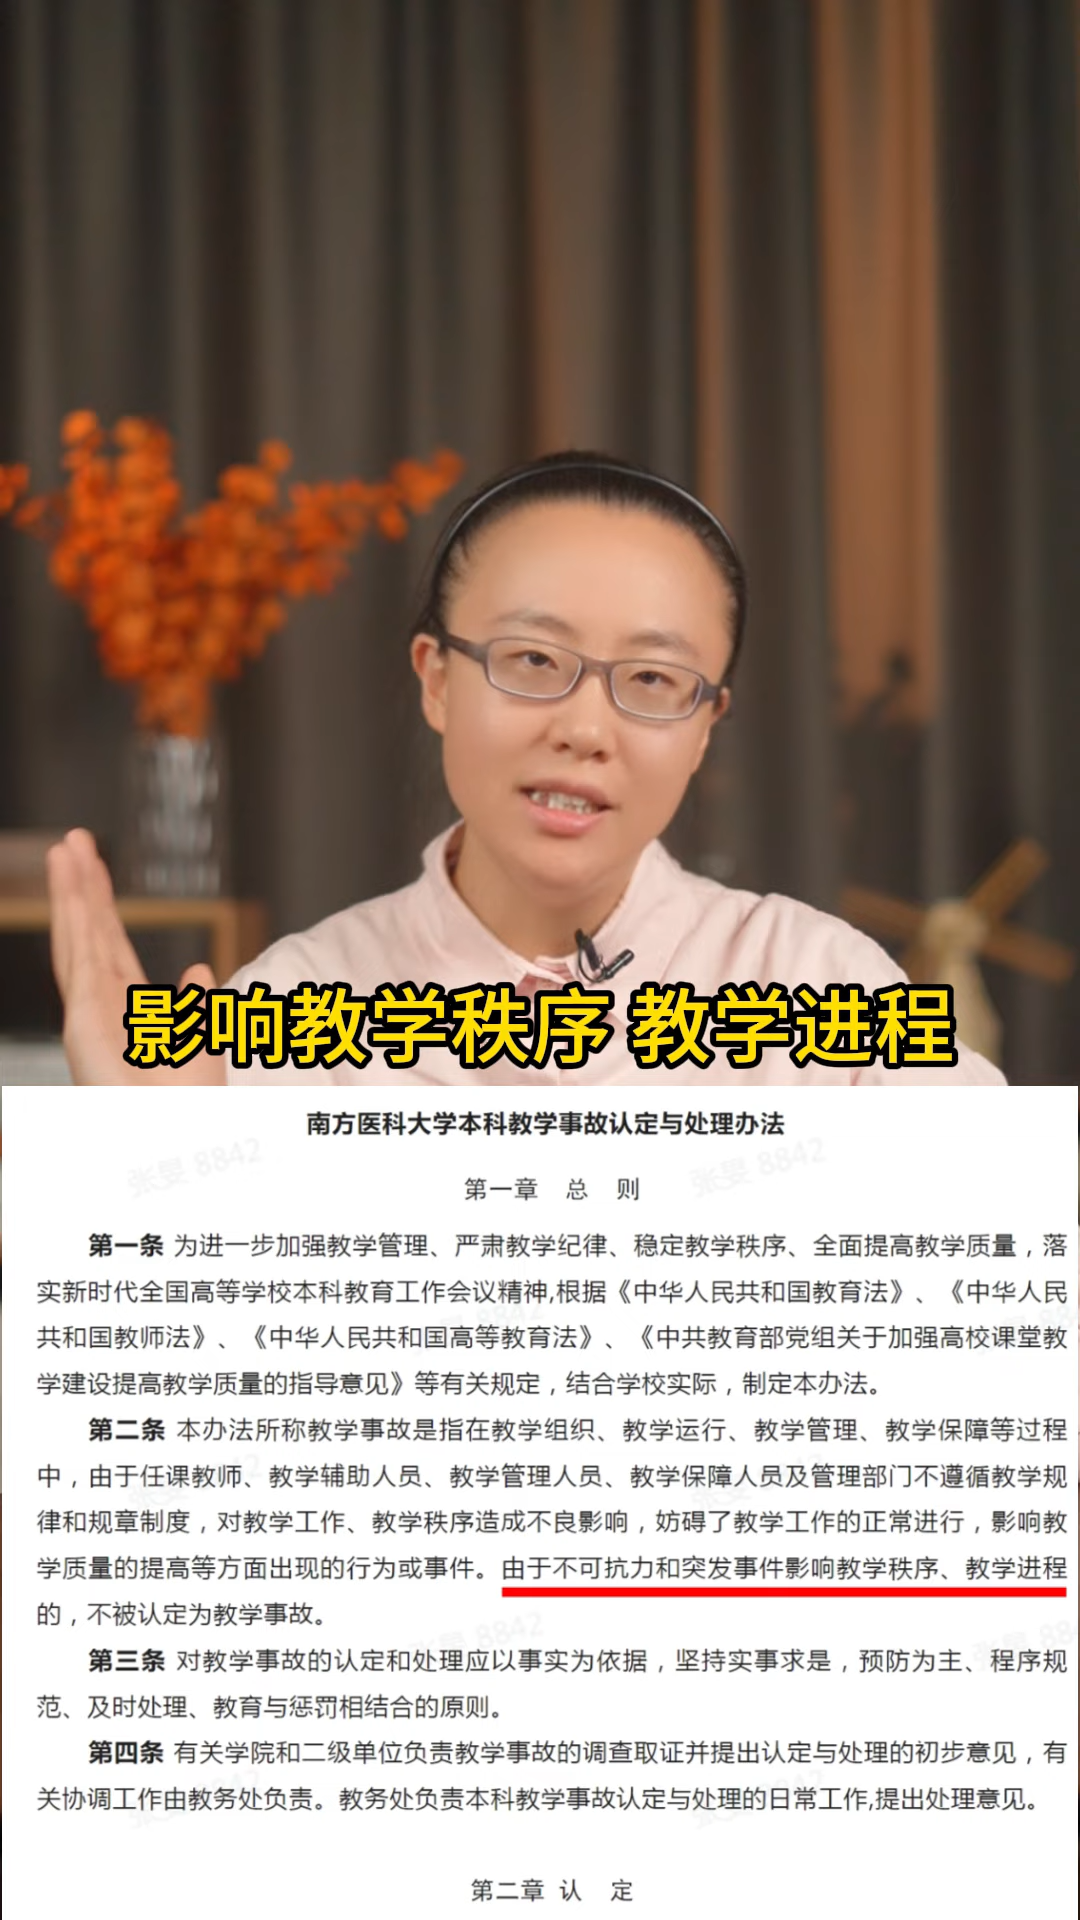 影响教学秩序 教学进程
南方医科大学本科教学事故认定与处理办法
第一章 总 则
第一条 为进一步加强教学管理、严肃教学纪律、稳定教学秩序、全面提高教学质量，落
实新时代全国高等学校本科教育工作会议精神,根据《中华人民共和国教育法》、《中华人民
共和国教师法》、《中华人民共和国高等教育法》、《中共教育部党组关于加强高校课堂教
学建设提高教学质量的指导意见》等有关规定，结合学校实际，制定本办法。
第二条 本办法所称教学事故是指在教学组织、教学运行、教学管理、教学保障等过程
中，由于任课教师、教学辅助人员、教学管理人员、教学保障人员及管理部门不遵循教学规
律和规章制度，对教学工作、教学秩序造成不良影响，妨碍了教学工作的正常进行，影响教
学质量的提高等方面出现的行为或事件。由于不可抗力和突发事件影响教学秩序、教学进程
的，不被认定为教学事故。
第三条 对教学事故的认定和处理应以事实为依据，坚持实事求是，预防为主、程序规
范、及时处理、教育与惩罚相结合的原则。
第四条 有关学院和二级单位负责教学事故的调查取证并提出认定与处理的初步意见，有
关协调工作由教务处负责。教务处负责本科教学事故认定与处理的日常工作,提出处理意见。
第二章 认 定
张旻 8842
张旻 8842